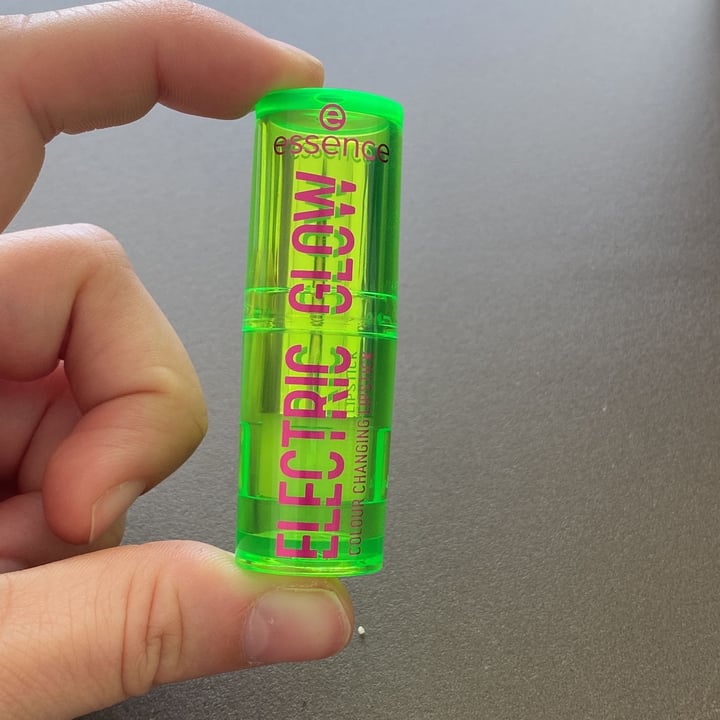 e
essence
ELECTRIC GLOW
COLOUR CHANGING LIPSTICK